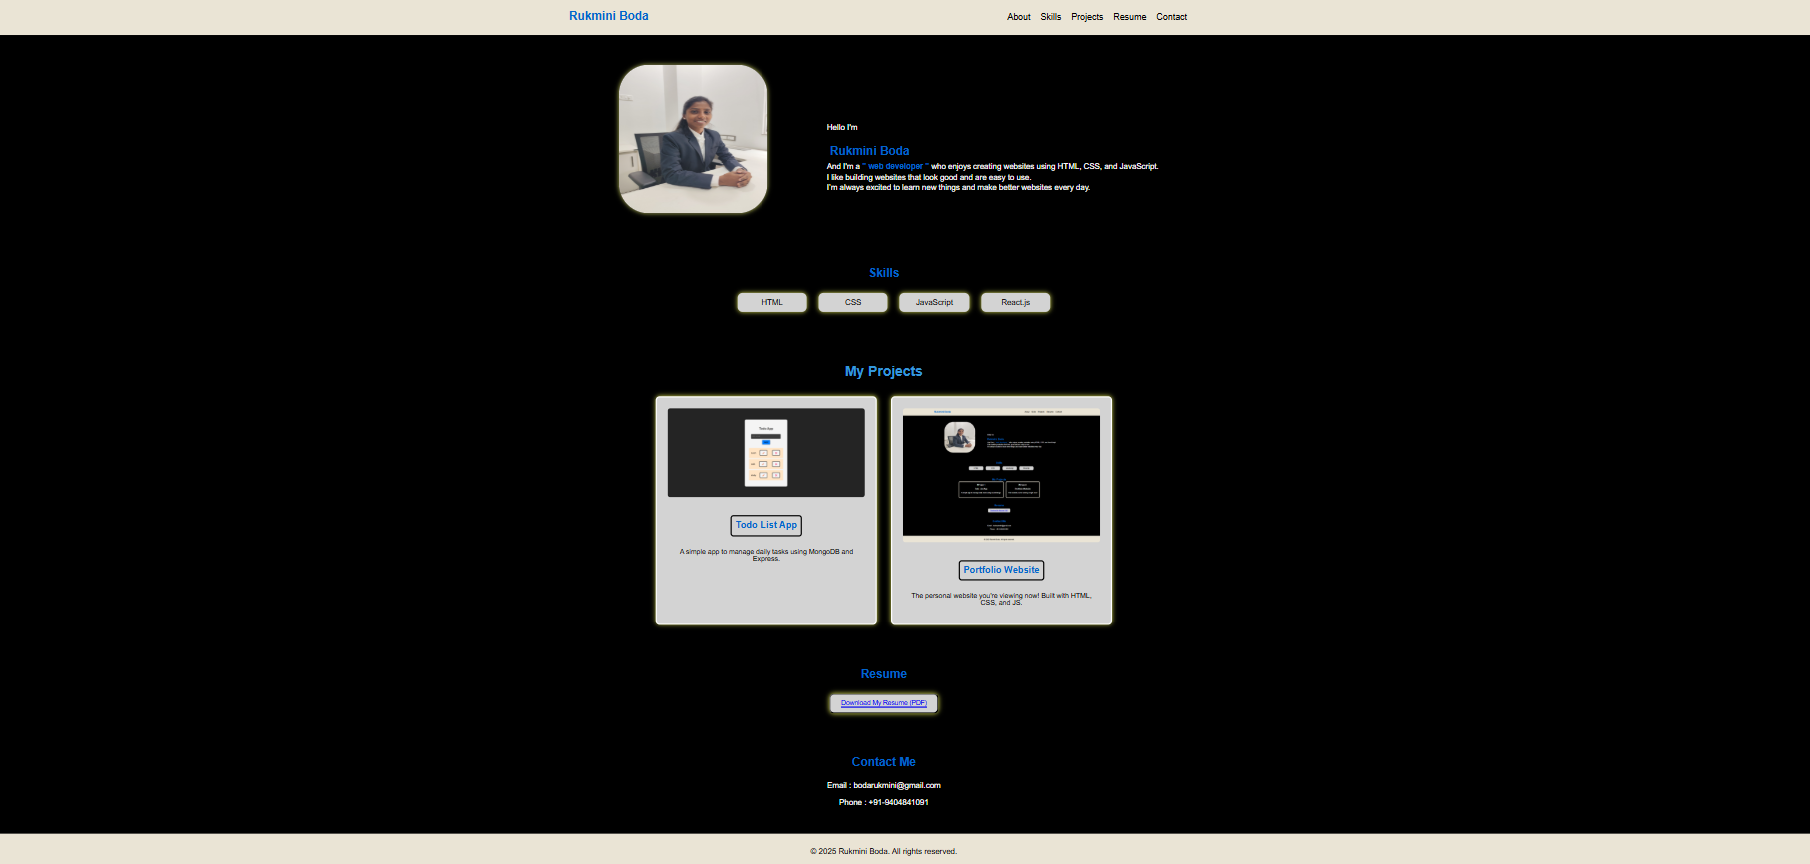 Rukmini Boda
About Skills Projects Resume Contact
Hello I'm
Rukmini Boda
And I'm a " web developer " who enjoys creating websites using HTML, CSS, and JavaScript.
I like building websites that look good and are easy to use.
I'm always excited to learn new things and make better websites every day.
Skills
HTML CSS JavaScript React.js
My Projects
Todo App
Todo List App
A simple app to manage daily tasks using MongoDB and
Express.
Portfolio Website
The personal website you're viewing now! Built with HTML,
CSS, and JS.
Resume
Download My Resume (PDF)
Contact Me
Email : bodarukmini@gmail.com
Phone : +91-9404841091
© 2025 Rukmini Boda. All rights reserved.